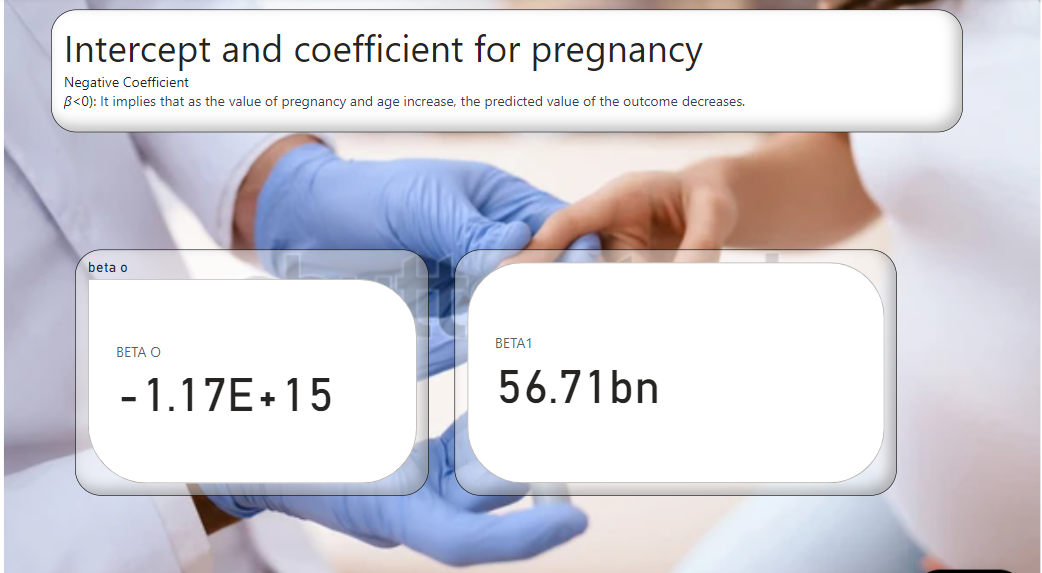 Intercept and coefficient for pregnancy
Negative Coefficient
β<0): It implies that as the value of pregnancy and age increase, the predicted value of the outcome decreases.
beta o
BETA O
-1.17E+15
BETA1
56.71bn